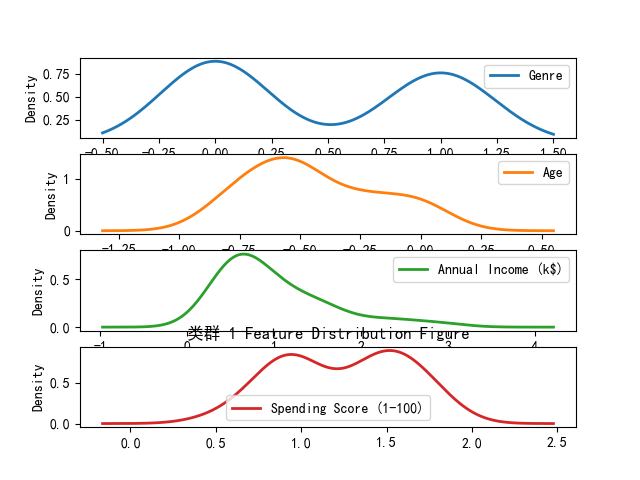 0.75
0.50
0.25
Density
Genre
-0.50 -0.25 0.00 0.25 0.50 0.75 1.00 1.25 1.50
1
0
Density
Age
-1.25 -1.00 -0.75 -0.50 -0.25 0.00 0.25 0.50
0.5
0.0
Density
Annual Income (k$)
-1 0 1 2 3 4
类群 1 Feature Distribution Figure
0.5
0.0
Density
Spending Score (1-100)
0.0 0.5 1.0 1.5 2.0 2.5